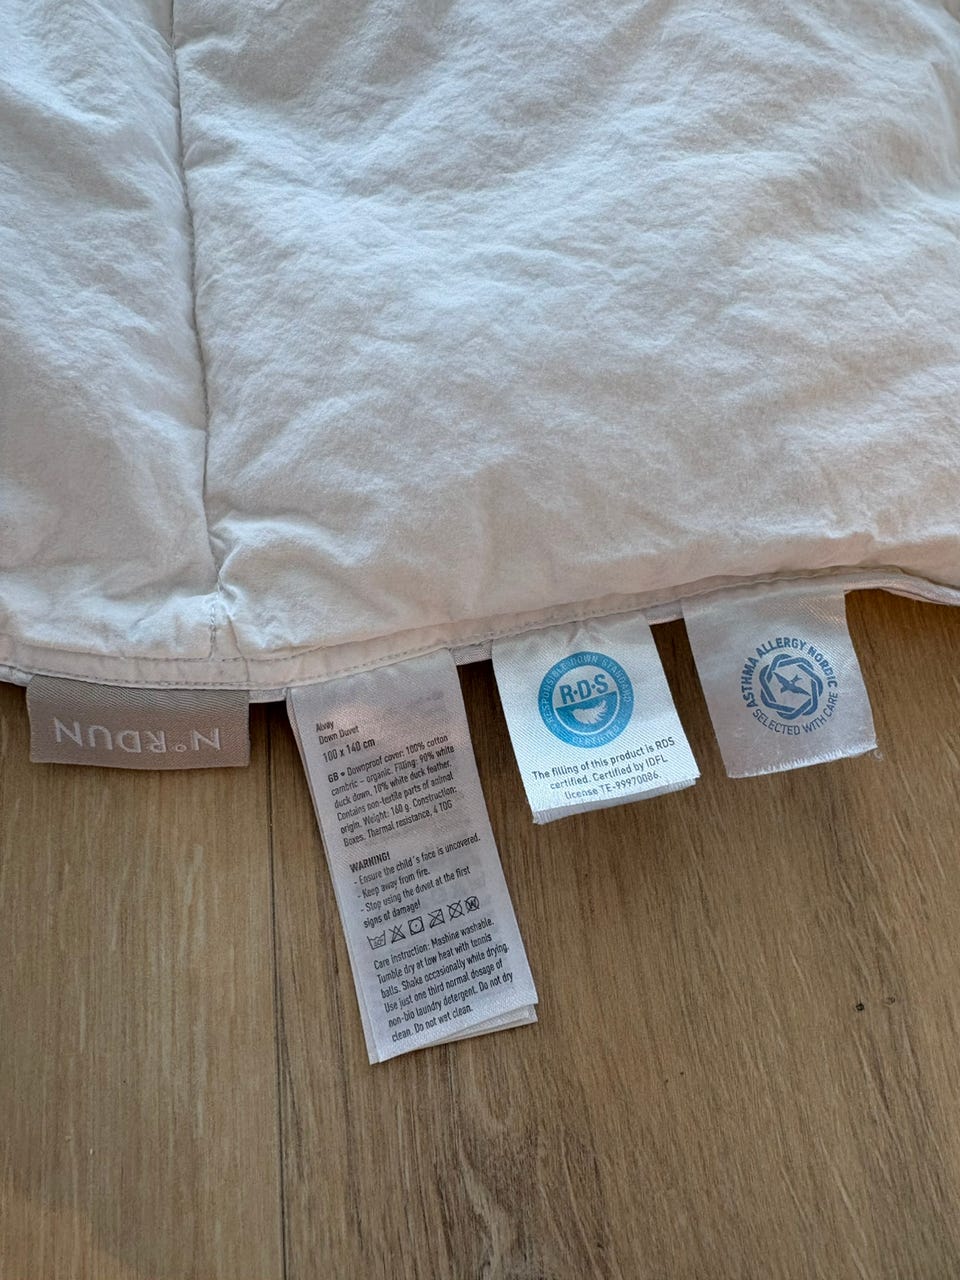 N°RDUN
Alvay
Down Duvet
100 x 140 cm
GB • Downproof cover: 100% cotton
cambric - organic. Filling: 90% white
duck down, 10% white duck feather.
Contains non-textile parts of animal
origin. Weight: 160 g. Construction:
Boxes. Thermal resistance, 4 TOG
WARNING!
- Ensure the child´s face is uncovered.
- Keep away from fire.
- Stop using the duvet at the first
signs of damage!
Care Instruction: Mashine washable.
Tumble dry at low heat with tennis
balls. Shake occasionally while drying.
Use just one third normal dosage of
non-bio laundry detergent. Do not dry
clean. Do not wet clean.
RESPONSIBLE DOWN STANDARD
R·D·S
CERTIFIED
The filling of this product is RDS
certified. Certified by IDFL
license TE-99970086.
ASTHMA ALLERGY NORDIC
SELECTED WITH CARE